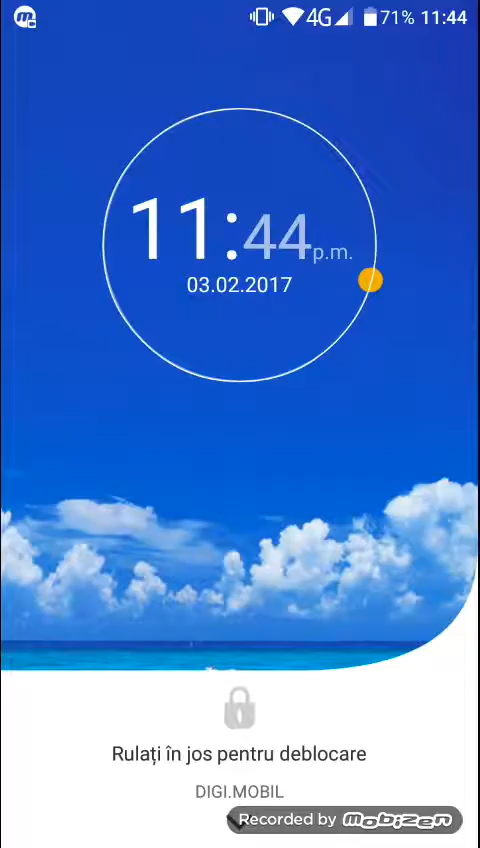 4G 71% 11:44
11:44 p.m.
03.02.2017
Rulați în jos pentru deblocare
DIGI.MOBIL
Recorded by mobizen